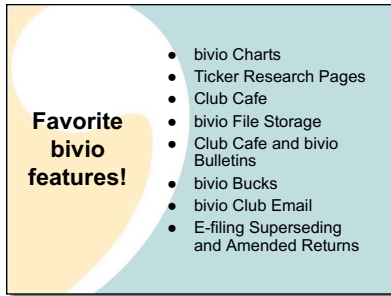 Favorite
bivio
features!
● bivio Charts
● Ticker Research Pages
● Club Cafe
● bivio File Storage
● Club Cafe and bivio
Bulletins
● bivio Bucks
● bivio Club Email
● E-filing Superseding
and Amended Returns